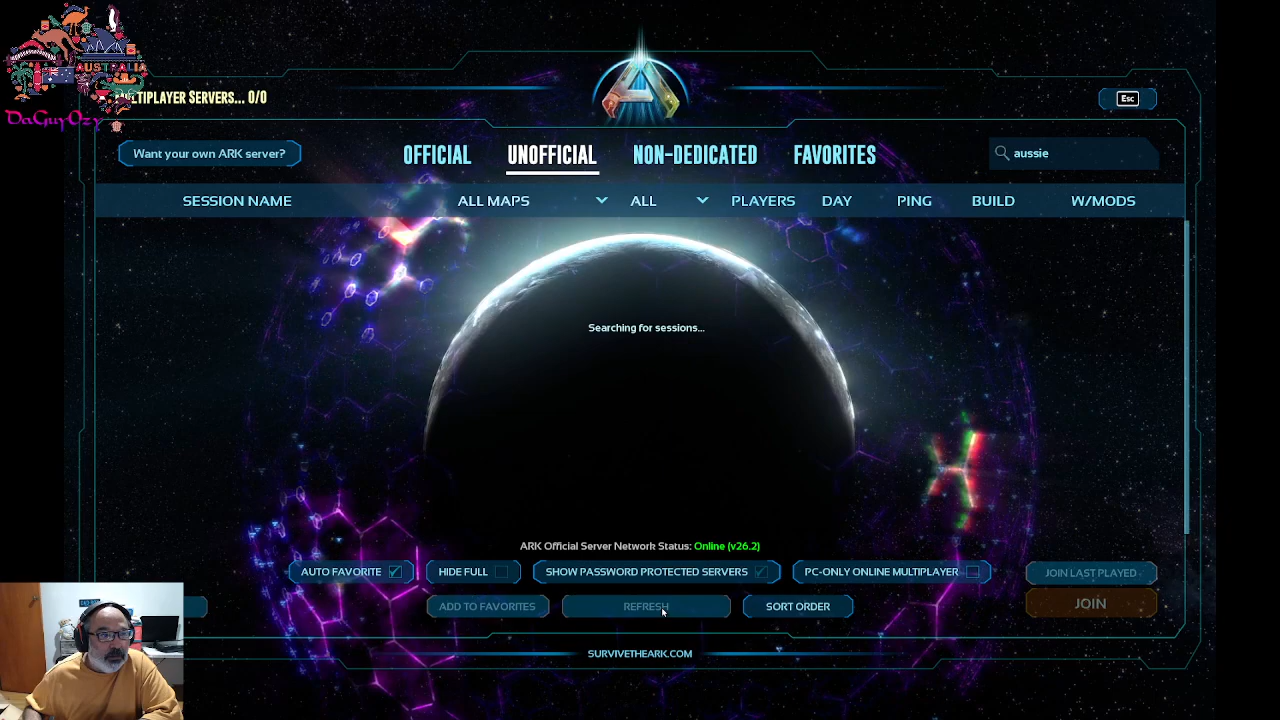 AUSTRALIA
DaGuyOzy
MULTIPLAYER SERVERS... 0/0
Esc
Want your own ARK server?
OFFICIAL
UNOFFICIAL
NON-DEDICATED
FAVORITES
aussie
SESSION NAME
ALL MAPS
ALL
PLAYERS
DAY
PING
BUILD
W/MODS
Searching for sessions...
ARK Official Server Network Status: Online (v26.2)
AUTO FAVORITE
HIDE FULL
SHOW PASSWORD PROTECTED SERVERS
PC-ONLY ONLINE MULTIPLAYER
JOIN LAST PLAYED
ADD TO FAVORITES
REFRESH
SORT ORDER
JOIN
SURVIVETHEARK.COM